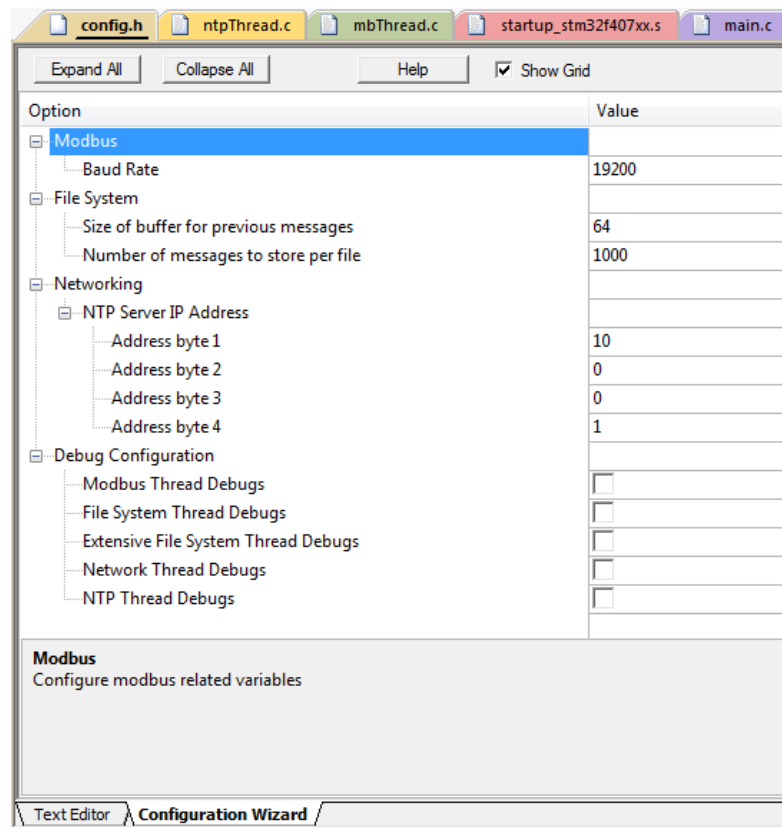 config.h ntpThread.c mbThread.c startup_stm32f407xx.s main.c
Expand All Collapse All Help Show Grid
Option Value
Modbus
Baud Rate 19200
File System
Size of buffer for previous messages 64
Number of messages to store per file 1000
Networking
NTP Server IP Address
Address byte 1 10
Address byte 2 0
Address byte 3 0
Address byte 4 1
Debug Configuration
Modbus Thread Debugs
File System Thread Debugs
Extensive File System Thread Debugs
Network Thread Debugs
NTP Thread Debugs
Modbus
Configure modbus related variables
Text Editor Configuration Wizard